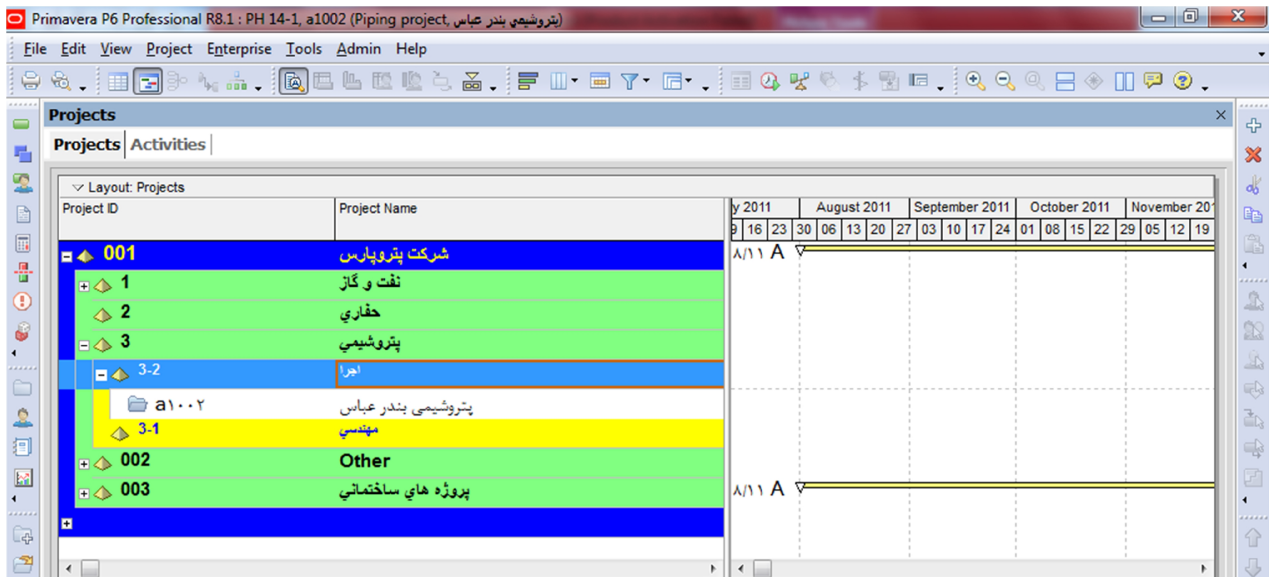 Primavera P6 Professional R8.1 : PH 14-1, a1002 (Piping project, پتروشیمی بندر عباس)
File Edit View Project Enterprise Tools Admin Help
Projects
Projects Activities
Layout: Projects
Project ID Project Name
y 2011 August 2011 September 2011 October 2011 November 201
9 16 23 30 06 13 20 27 03 10 17 24 01 08 15 22 29 05 12 19
001 شركت پتروپارس ۸/۱۱ A
1 نفت و گاز
2 حفاري
3 پتروشيمي
3-2 اجرا
a۱۰۰۲ پتروشیمی بندر عباس
3-1 مهندسي
002 Other
003 پروژه هاي ساختماني ۸/۱۱ A